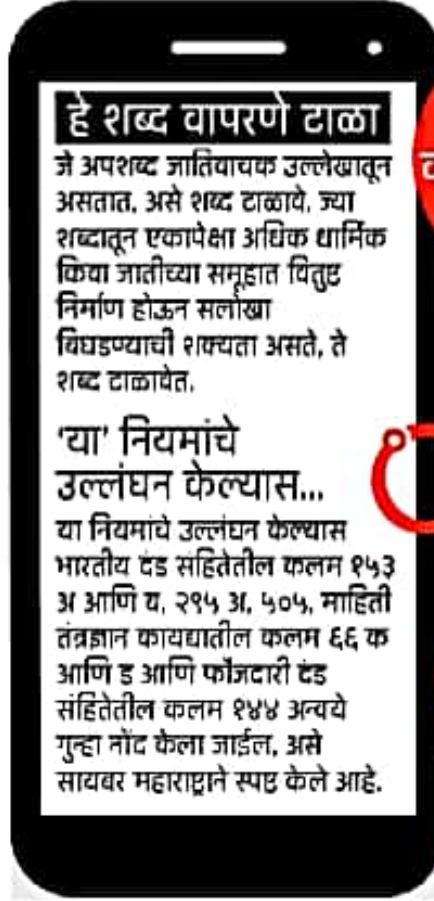 हे शब्द वापरणे टाळा
जे अपशब्द जातिवाचक उल्लेखातून
असतात, असे शब्द टाळावे, ज्या
शब्दातून एकापेक्षा अधिक धार्मिक
किंवा जातीच्या समूहात वितुष्ट
निर्माण होऊन सलोखा
बिघडण्याची शक्यता असते, ते
शब्द टाळावेत.
‘या’ नियमांचे
उल्लंघन केल्यास...
या नियमांचे उल्लंघन केल्यास
भारतीय दंड संहितेतील कलम १५३
अ आणि ब, २९५ अ, ५०५, माहिती
तंत्रज्ञान कायद्यातील कलम ६६ क
आणि ड आणि फौजदारी दंड
संहितेतील कलम १४४ अन्वये
गुन्हा नोंद केला जाईल, असे
सायबर महाराष्ट्राने स्पष्ट केले आहे.